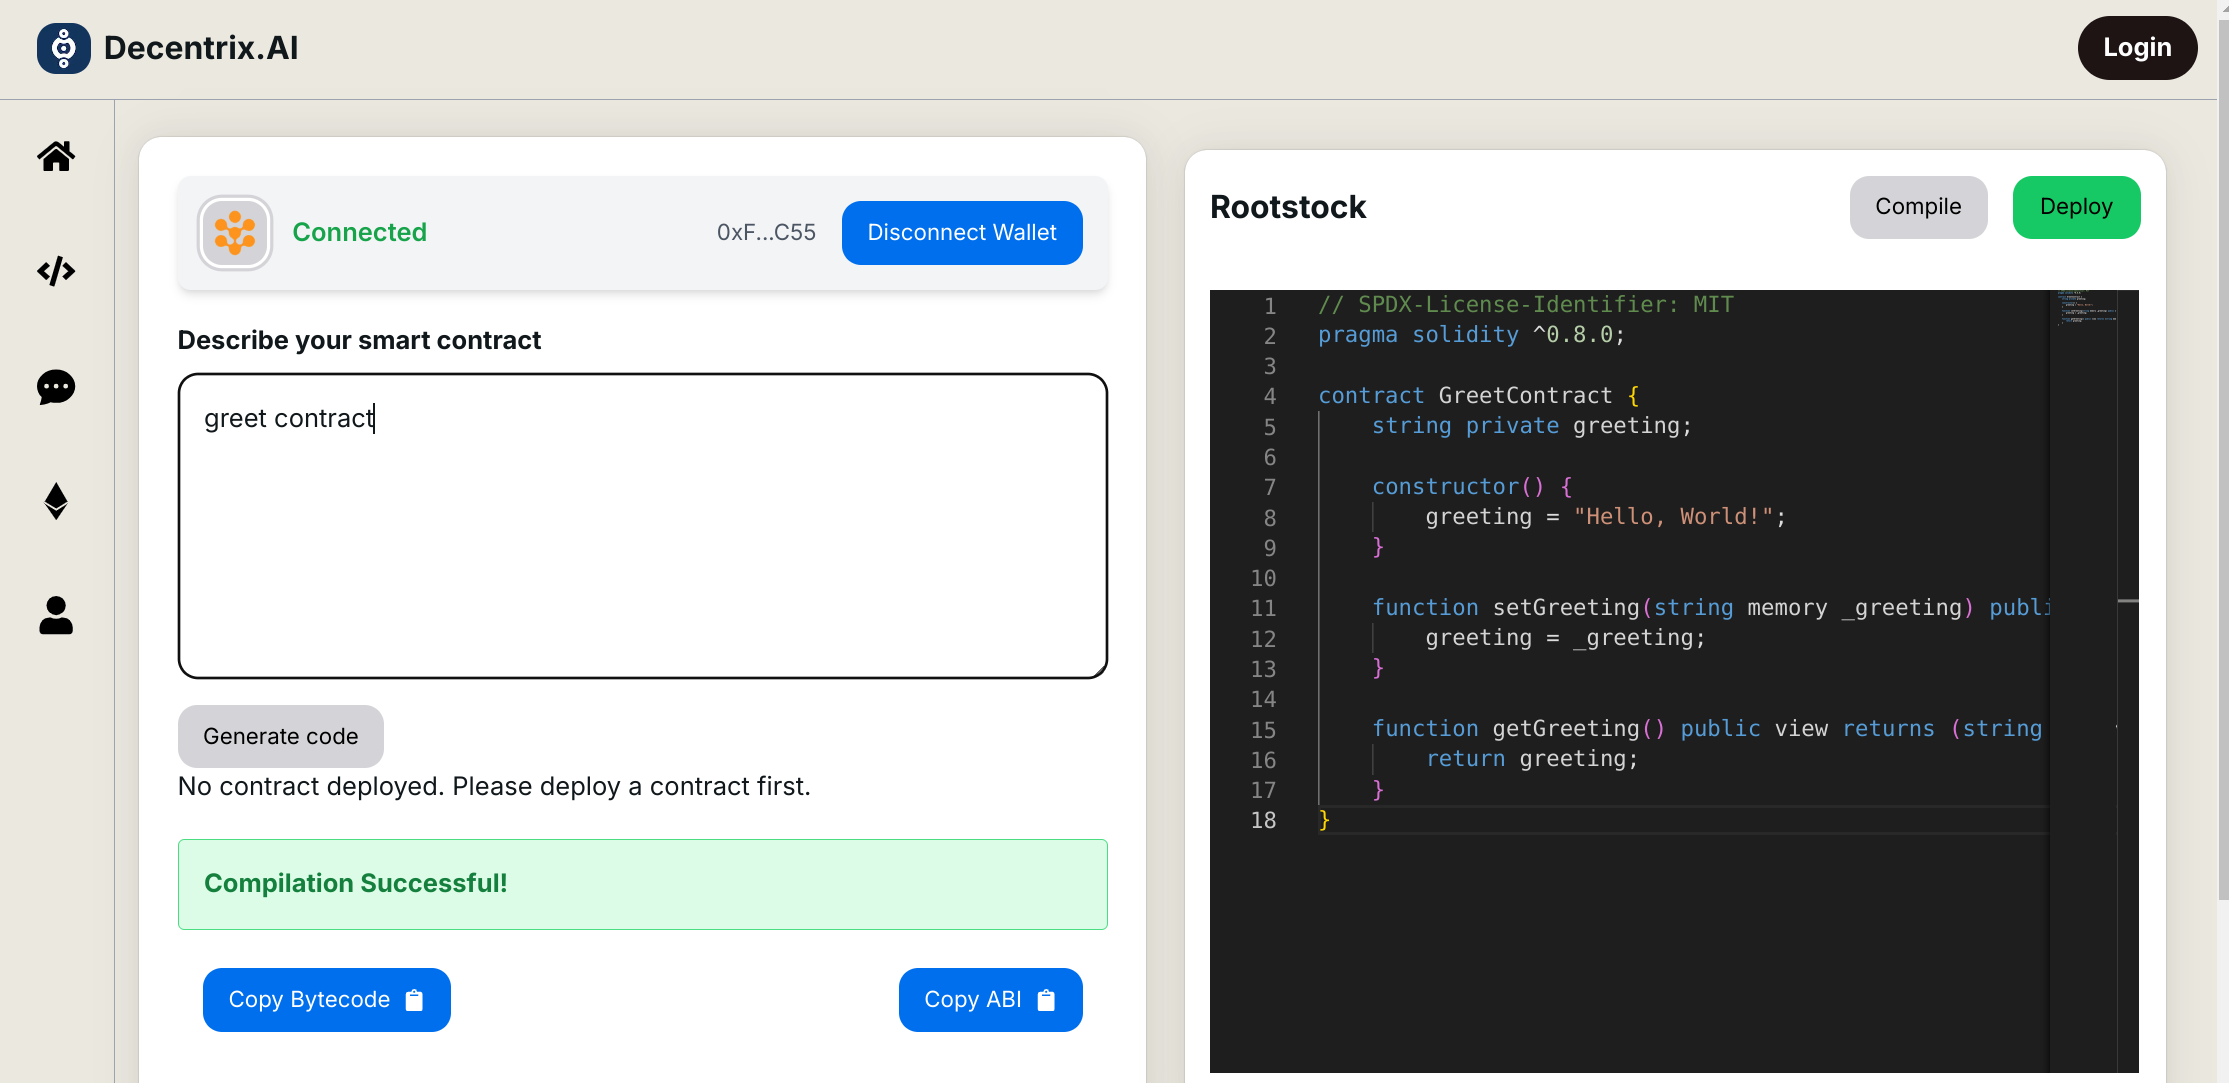 Decentrix.AI
Login
Connected
0xF...C55
Disconnect Wallet
Describe your smart contract
greet contract
Generate code
No contract deployed. Please deploy a contract first.
Compilation Successful!
Copy Bytecode
Copy ABI
Rootstock
Compile
Deploy
1 // SPDX-License-Identifier: MIT
2 pragma solidity ^0.8.0;
3
4 contract GreetContract {
5 string private greeting;
6
7 constructor() {
8 greeting = "Hello, World!";
9 }
10
11 function setGreeting(string memory _greeting) publi
12 greeting = _greeting;
13 }
14
15 function getGreeting() public view returns (string
16 return greeting;
17 }
18 }